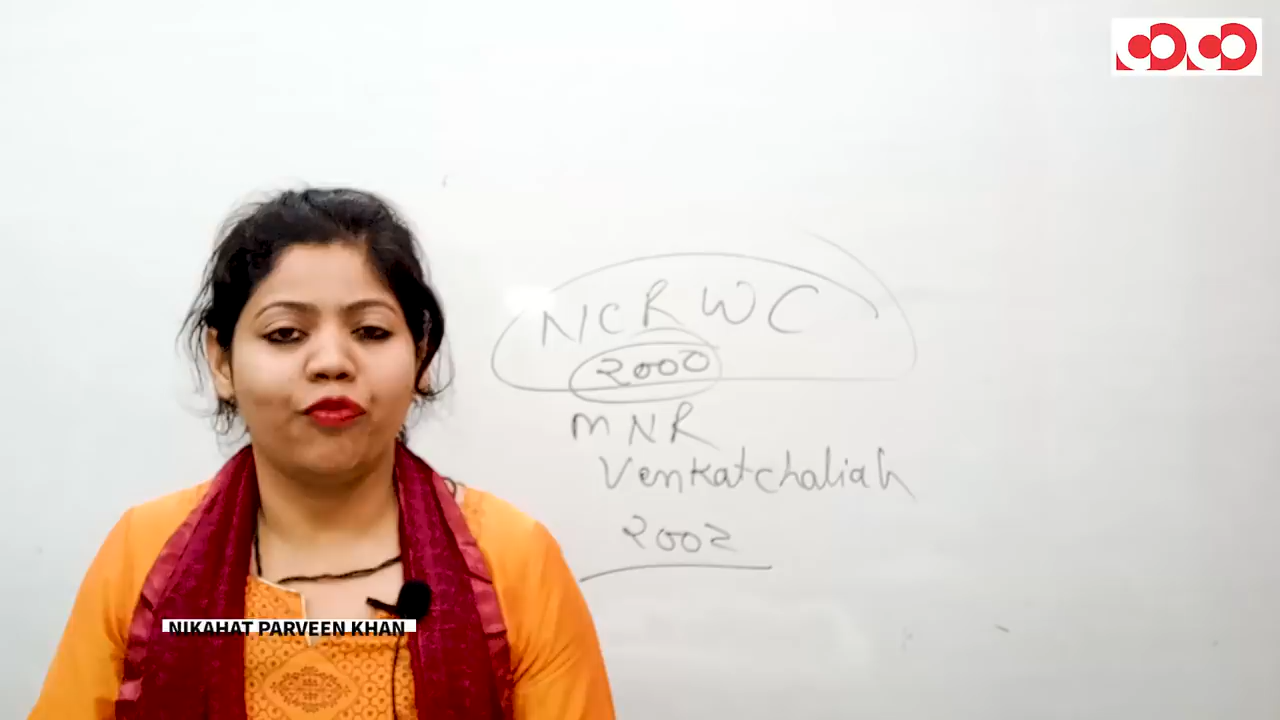 NCRWC
2000
MNR
Venkatchaliah
2002
NIKAHAT PARVEEN KHAN